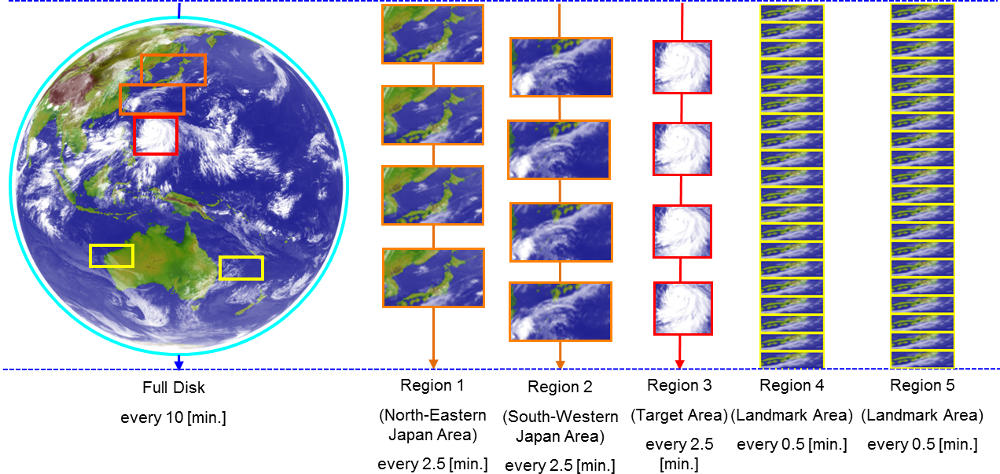 Full Disk
every 10 [min.]
Region 1
(North-Eastern
Japan Area)
every 2.5 [min.]
Region 2
(South-Western
Japan Area)
every 2.5 [min.]
Region 3
(Target Area)
every 2.5
[min.]
Region 4
(Landmark Area)
every 0.5 [min.]
Region 5
(Landmark Area)
every 0.5 [min.]